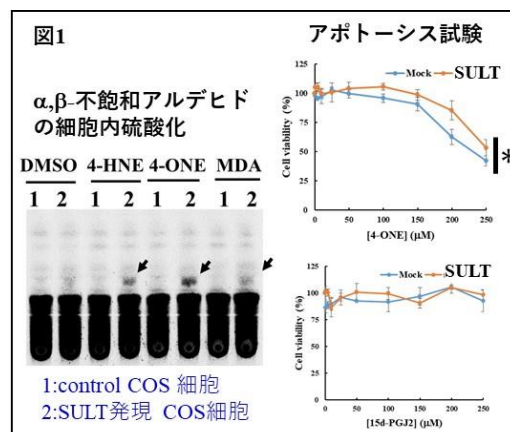 図1
α,β-不飽和アルデヒド
の細胞内硫酸化
DMSO 4-HNE 4-ONE MDA
1 2 1 2 1 2 1 2
1:control COS 細胞
2:SULT発現 COS細胞
アポトーシス試験
Mock SULT
Cell viability (%)
125
100
75
50
25
0
0 50 100 150 200 250
[4-ONE] (μM)
*
Mock SULT
Cell viability (%)
125
100
75
50
25
0
0 50 100 150 200 250
[15d-PGJ2] (μM)